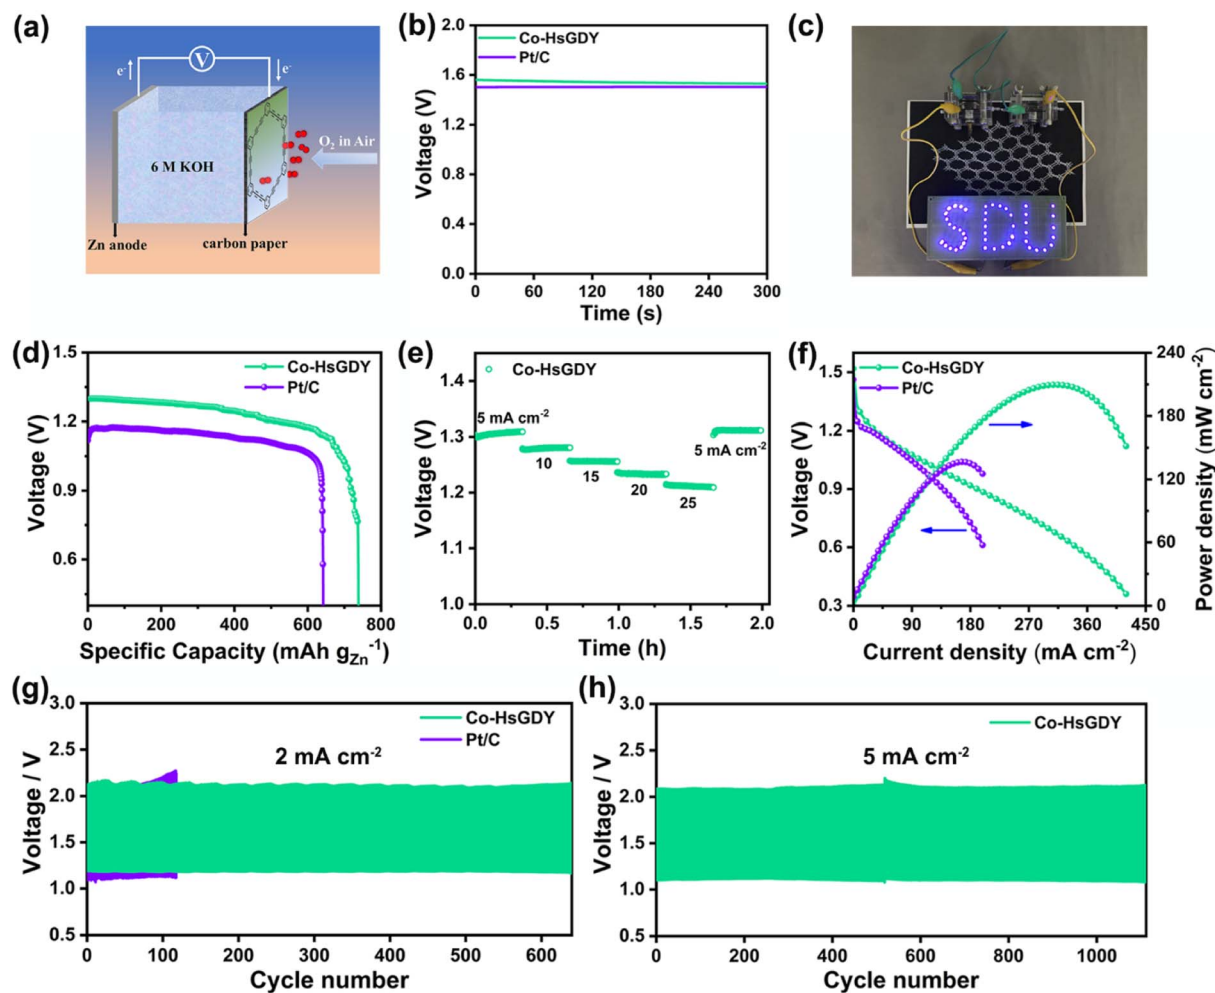 (a)
V
e⁻
e⁻
O₂ in Air
6 M KOH
Zn anode
carbon paper
(b)
Co-HsGDY
Pt/C
Voltage (V)
2.0
1.6
1.2
0.8
0.4
0.0
0 60 120 180 240 300
Time (s)
(c)
SDU
(d)
Co-HsGDY
Pt/C
Voltage (V)
1.5
1.2
0.9
0.6
0 200 400 600 800
Specific Capacity (mAh gZn⁻¹)
(e)
Co-HsGDY
5 mA cm⁻²
10
15
20
25
5 mA cm⁻²
Voltage (V)
1.4
1.3
1.2
1.1
1.0
0.0 0.5 1.0 1.5 2.0
Time (h)
(f)
Co-HsGDY
Pt/C
Voltage (V)
1.5
1.2
0.9
0.6
0.3
240
180
120
60
0
Power density (mW cm⁻²)
0 90 180 270 360 450
Current density (mA cm⁻²)
(g)
Co-HsGDY
Pt/C
2 mA cm⁻²
Voltage / V
3.0
2.5
2.0
1.5
1.0
0.5
0 100 200 300 400 500 600
Cycle number
(h)
Co-HsGDY
5 mA cm⁻²
Voltage / V
3.0
2.5
2.0
1.5
1.0
0.5
0 200 400 600 800 1000
Cycle number